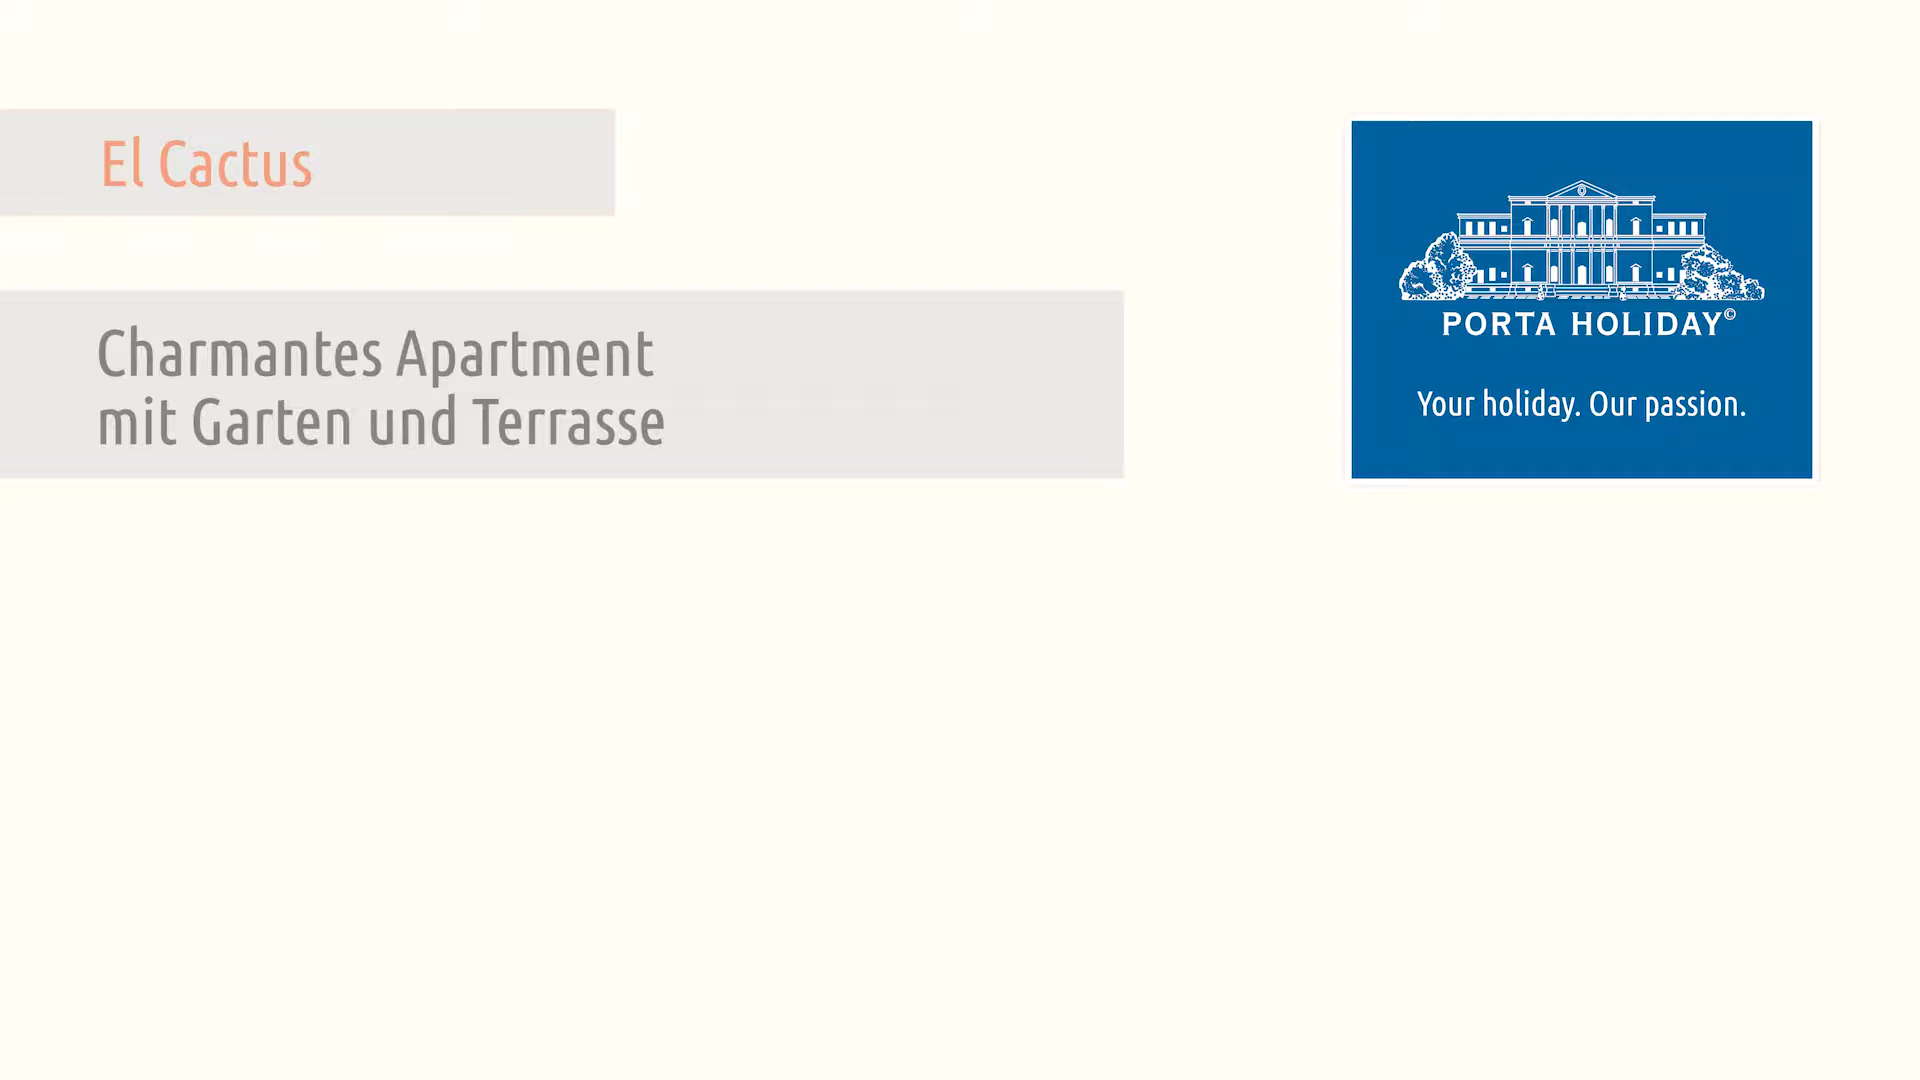 El Cactus
Charmantes Apartment
mit Garten und Terrasse
PORTA HOLIDAY©
Your holiday. Our passion.